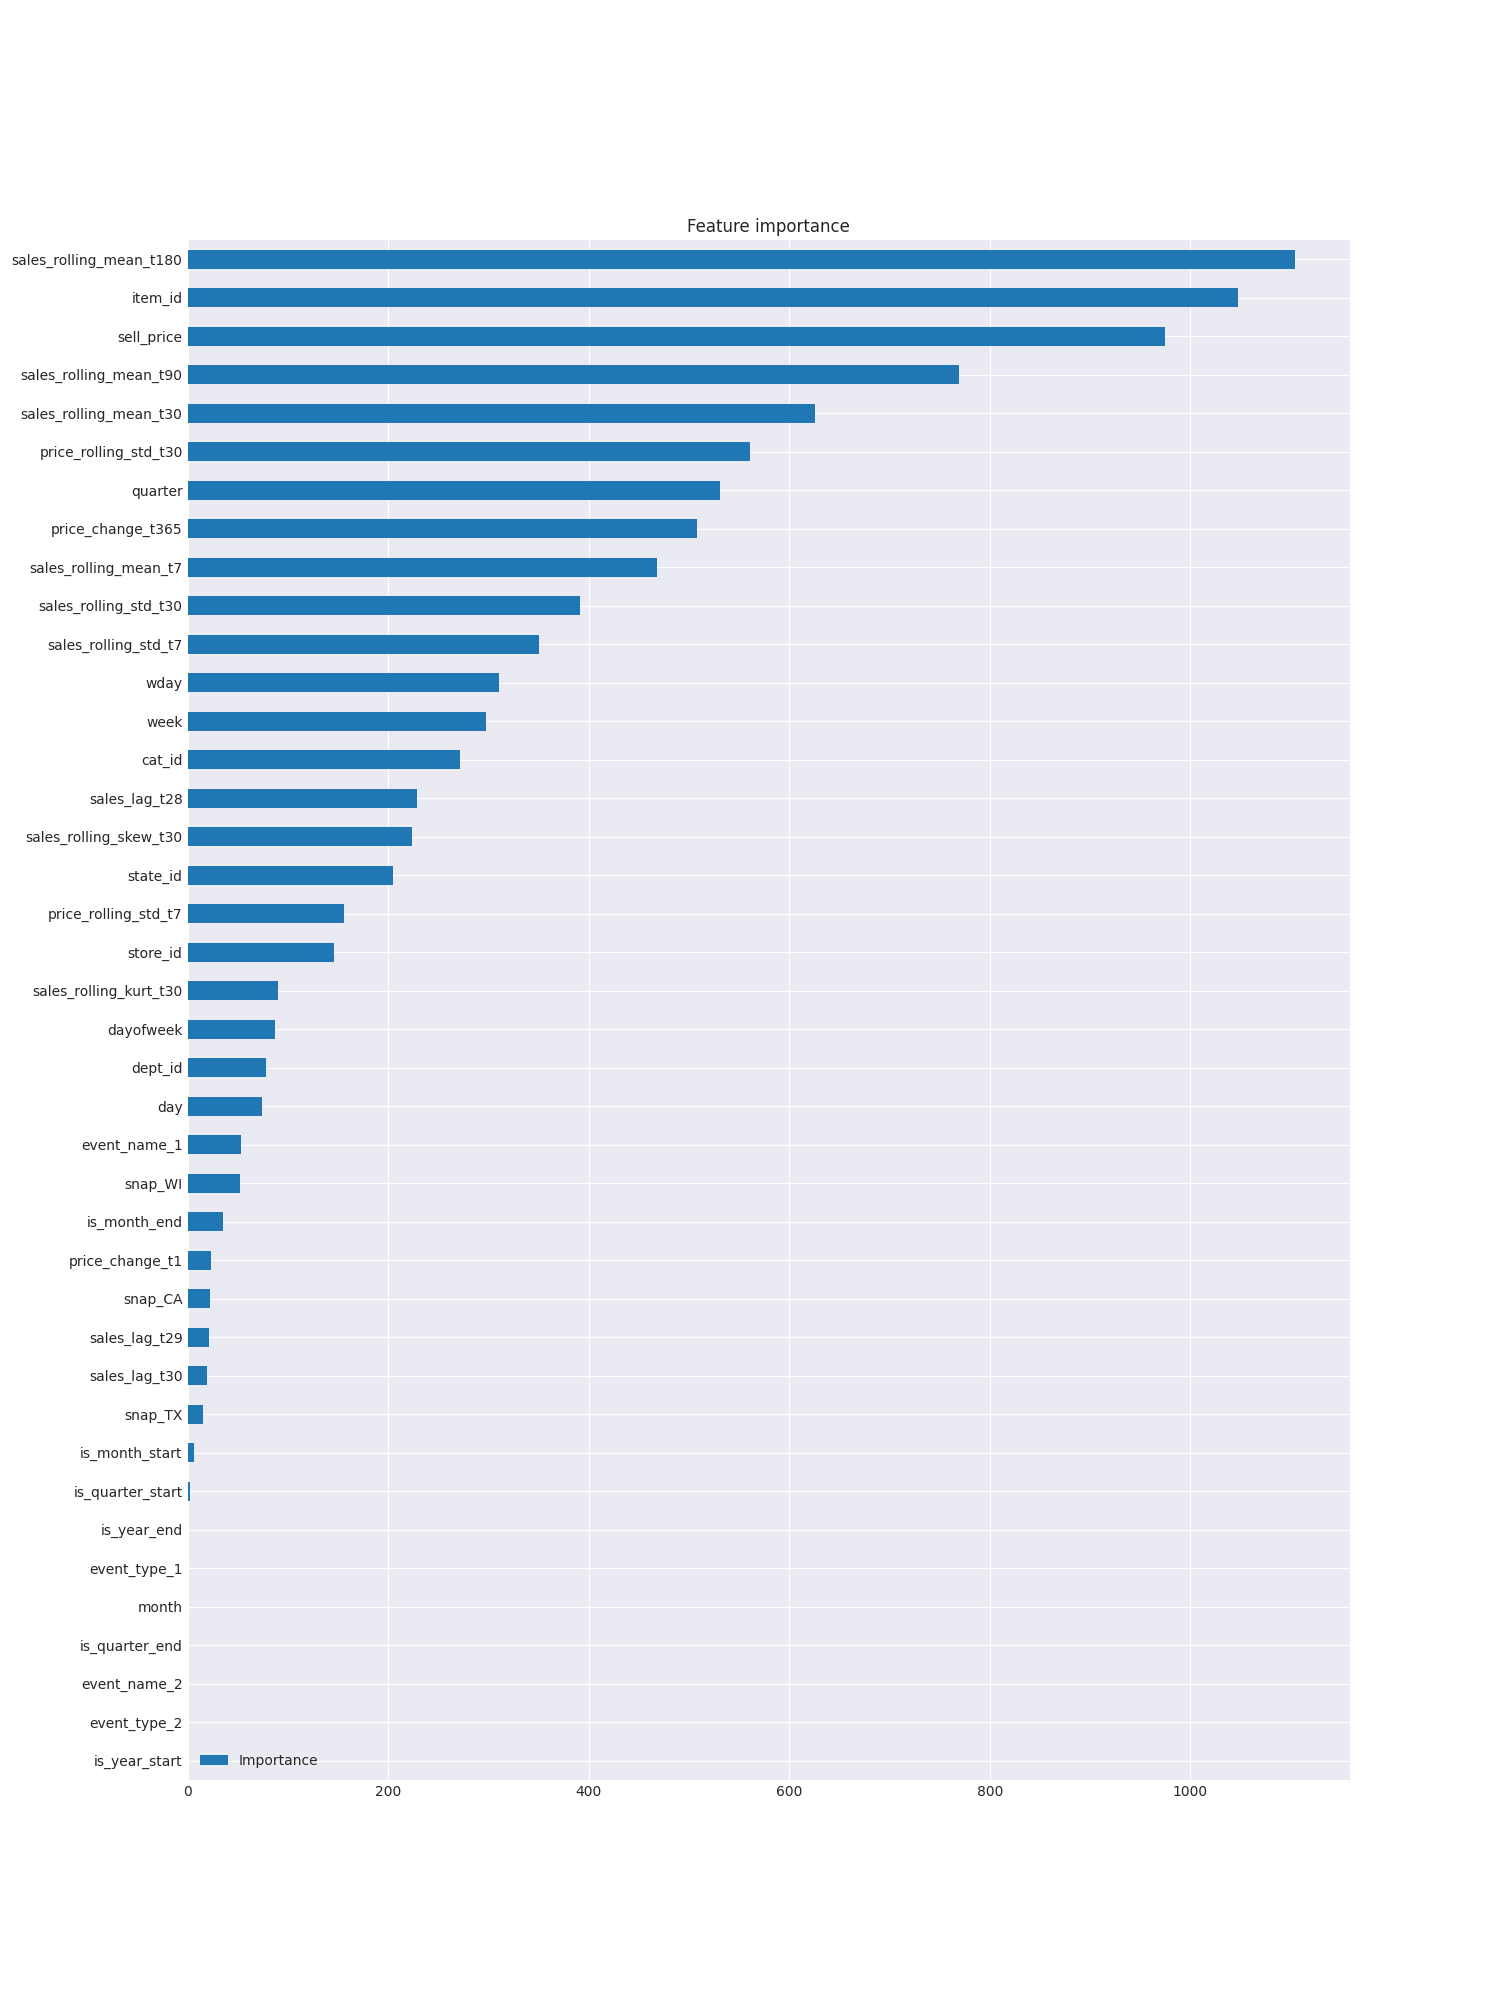 Feature importance
sales_rolling_mean_t180
item_id
sell_price
sales_rolling_mean_t90
sales_rolling_mean_t30
price_rolling_std_t30
quarter
price_change_t365
sales_rolling_mean_t7
sales_rolling_std_t30
sales_rolling_std_t7
wday
week
cat_id
sales_lag_t28
sales_rolling_skew_t30
state_id
price_rolling_std_t7
store_id
sales_rolling_kurt_t30
dayofweek
dept_id
day
event_name_1
snap_WI
is_month_end
price_change_t1
snap_CA
sales_lag_t29
sales_lag_t30
snap_TX
is_month_start
is_quarter_start
is_year_end
event_type_1
month
is_quarter_end
event_name_2
event_type_2
is_year_start
Importance
0 200 400 600 800 1000